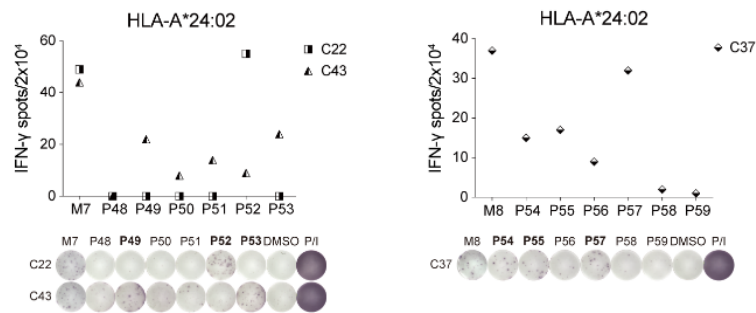 HLA-A*24:02
IFN-γ spots/2x10⁴
60
40
20
0
C22
C43
M7 P48 P49 P50 P51 P52 P53
M7 P48 P49 P50 P51 P52 P53 DMSO P/I
C22
C43
HLA-A*24:02
IFN-γ spots/2x10⁴
40
30
20
10
0
C37
M8 P54 P55 P56 P57 P58 P59
M8 P54 P55 P56 P57 P58 P59 DMSO P/I
C37